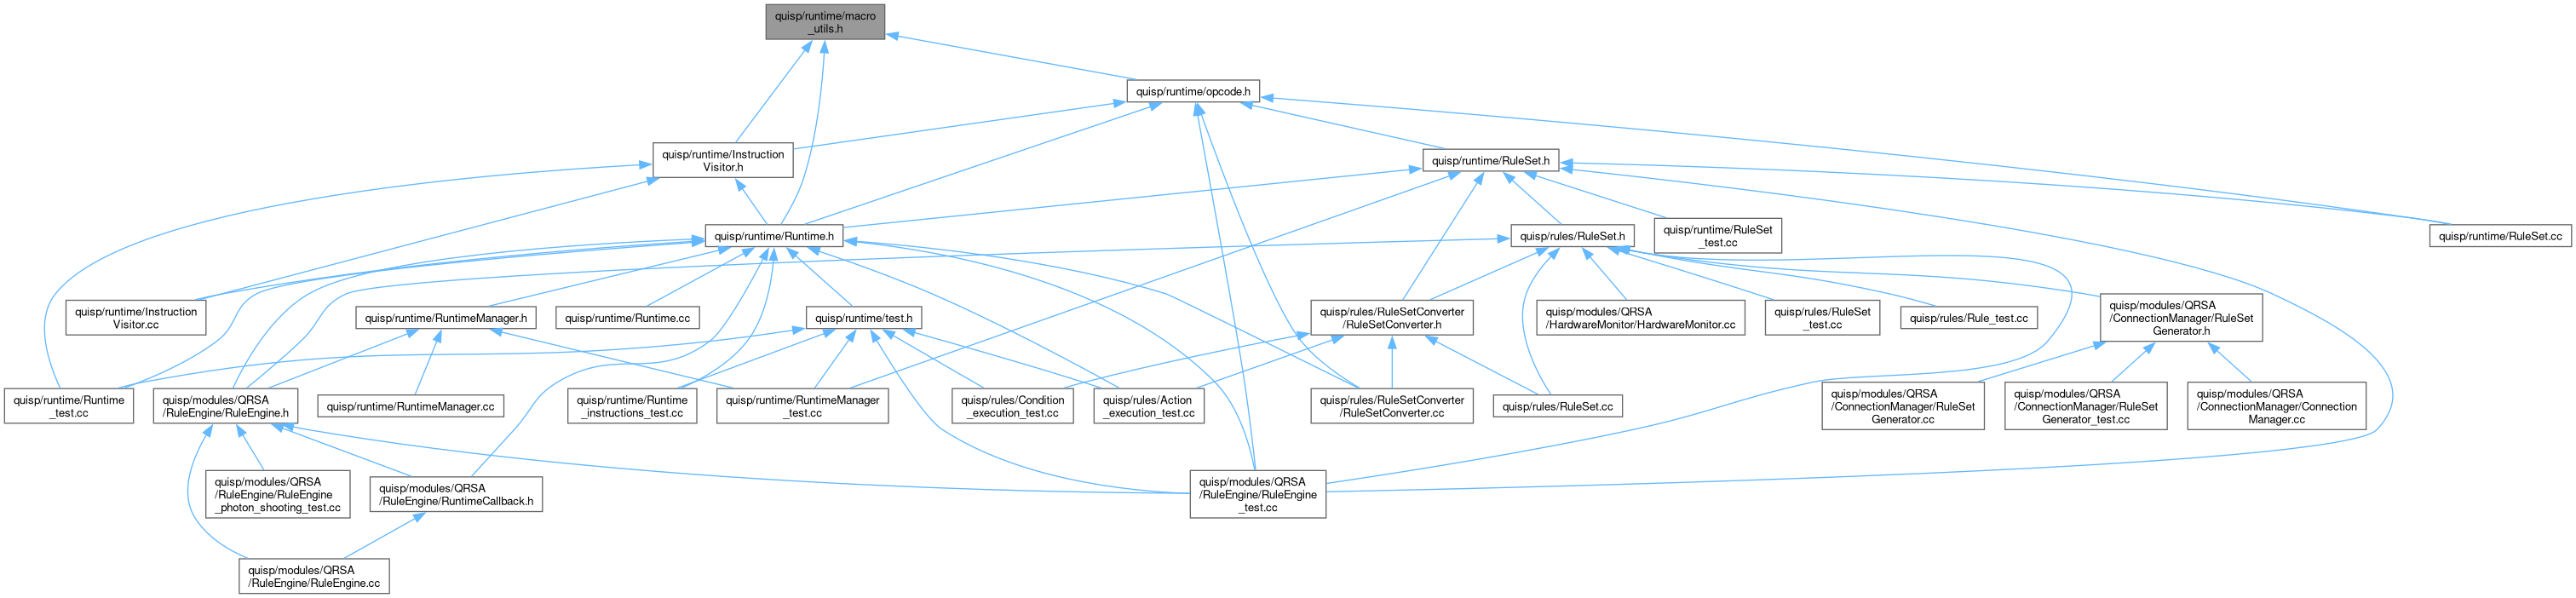 quisp/runtime/macro
_utils.h
quisp/runtime/opcode.h
quisp/runtime/Instruction
Visitor.h
quisp/runtime/RuleSet.h
quisp/runtime/Runtime.h
quisp/rules/RuleSet.h
quisp/runtime/RuleSet
_test.cc
quisp/runtime/RuleSet.cc
quisp/runtime/Instruction
Visitor.cc
quisp/runtime/RuntimeManager.h
quisp/runtime/Runtime.cc
quisp/runtime/test.h
quisp/rules/RuleSetConverter
/RuleSetConverter.h
quisp/modules/QRSA
/HardwareMonitor/HardwareMonitor.cc
quisp/rules/RuleSet
_test.cc
quisp/rules/Rule_test.cc
quisp/modules/QRSA
/ConnectionManager/RuleSet
Generator.h
quisp/runtime/Runtime
_test.cc
quisp/modules/QRSA
/RuleEngine/RuleEngine.h
quisp/runtime/RuntimeManager.cc
quisp/runtime/Runtime
_instructions_test.cc
quisp/runtime/RuntimeManager
_test.cc
quisp/rules/Condition
_execution_test.cc
quisp/rules/Action
_execution_test.cc
quisp/rules/RuleSetConverter
/RuleSetConverter.cc
quisp/rules/RuleSet.cc
quisp/modules/QRSA
/ConnectionManager/RuleSet
Generator.cc
quisp/modules/QRSA
/ConnectionManager/RuleSet
Generator_test.cc
quisp/modules/QRSA
/ConnectionManager/Connection
Manager.cc
quisp/modules/QRSA
/RuleEngine/RuleEngine
_photon_shooting_test.cc
quisp/modules/QRSA
/RuleEngine/RuntimeCallback.h
quisp/modules/QRSA
/RuleEngine/RuleEngine
_test.cc
quisp/modules/QRSA
/RuleEngine/RuleEngine.cc